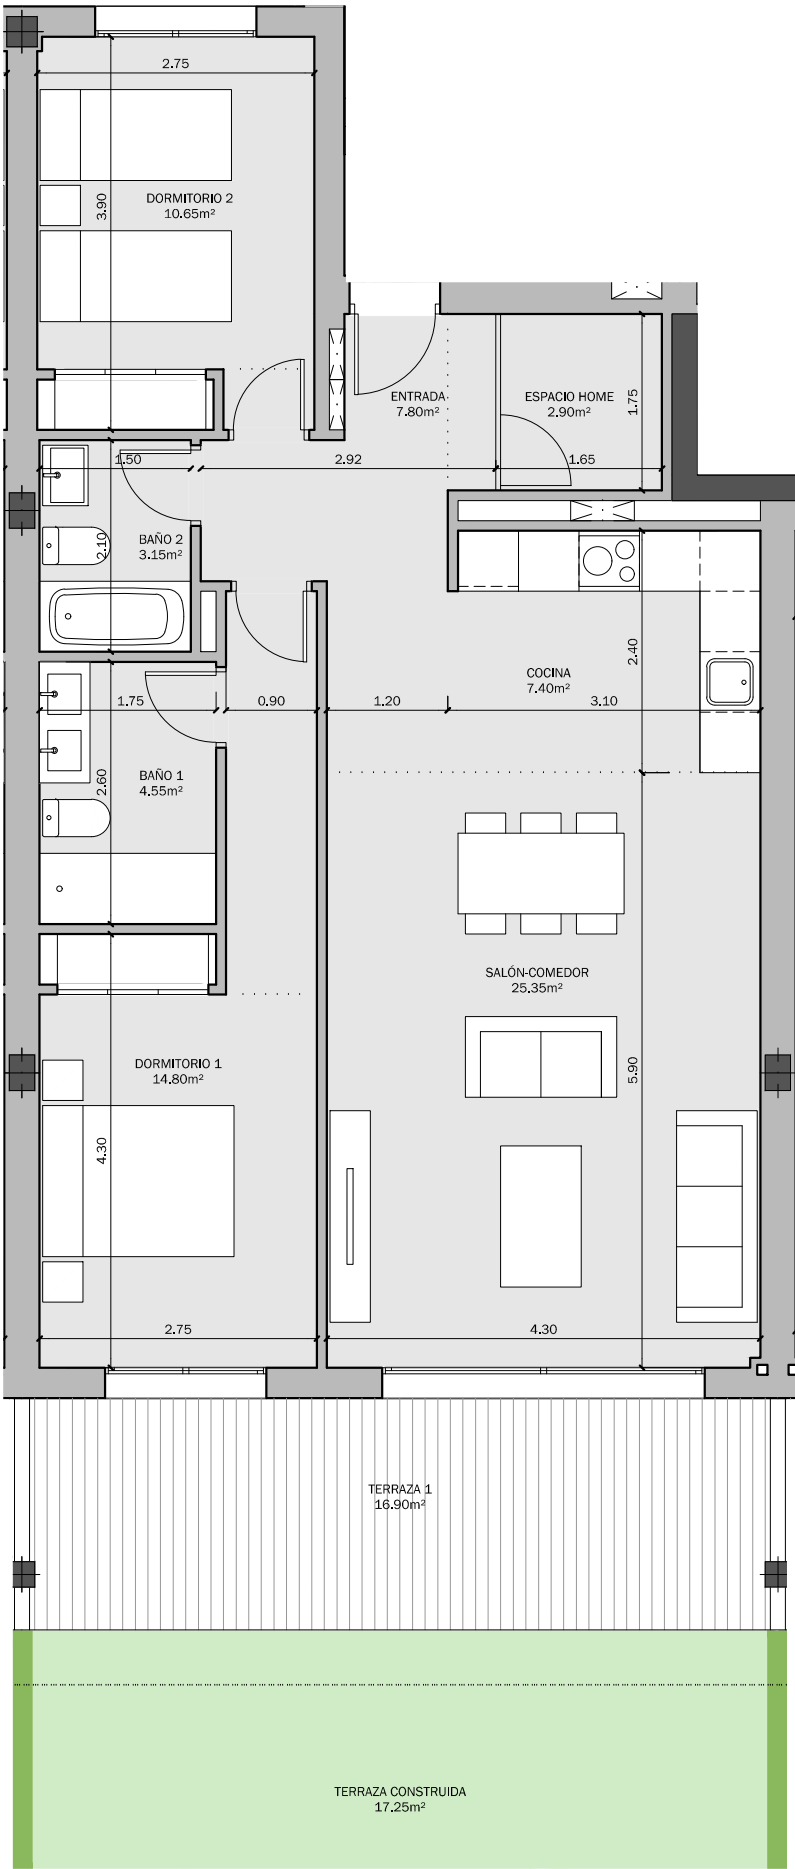 2.75
3.90
DORMITORIO 2
10.65m²
ENTRADA
7.80m²
ESPACIO HOME
2.90m²
1.75
1.50
2.92
1.65
2.10
BAÑO 2
3.15m²
2.40
COCINA
7.40m²
1.75
0.90
1.20
3.10
2.60
BAÑO 1
4.55m²
SALÓN-COMEDOR
25.35m²
DORMITORIO 1
14.80m²
5.90
4.30
2.75
4.30
TERRAZA 1
16.90m²
TERRAZA CONSTRUIDA
17.25m²